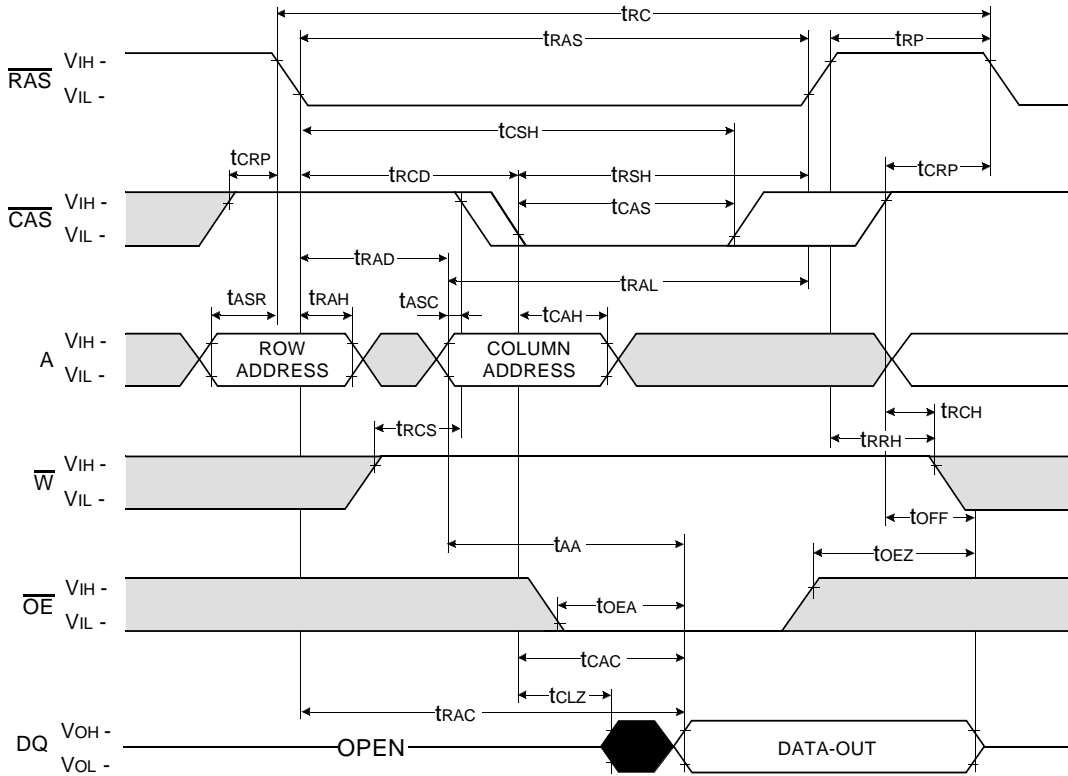 tRC
tRAS tRP
RAS VIH -
VIL -
tCSH
tCRP tRCD tRSH tCRP
CAS VIH -
VIL -
tCAS
tRAD tRAL
tASR tRAH tASC tCAH
A VIH -
VIL -
ROW
ADDRESS
COLUMN
ADDRESS
tRCS tRCH
tRRH
W VIH -
VIL -
tOFF
tAA tOEZ
OE VIH -
VIL -
tOEA
tCAC
tCLZ
tRAC
DQ VOH -
VOL -
OPEN DATA-OUT